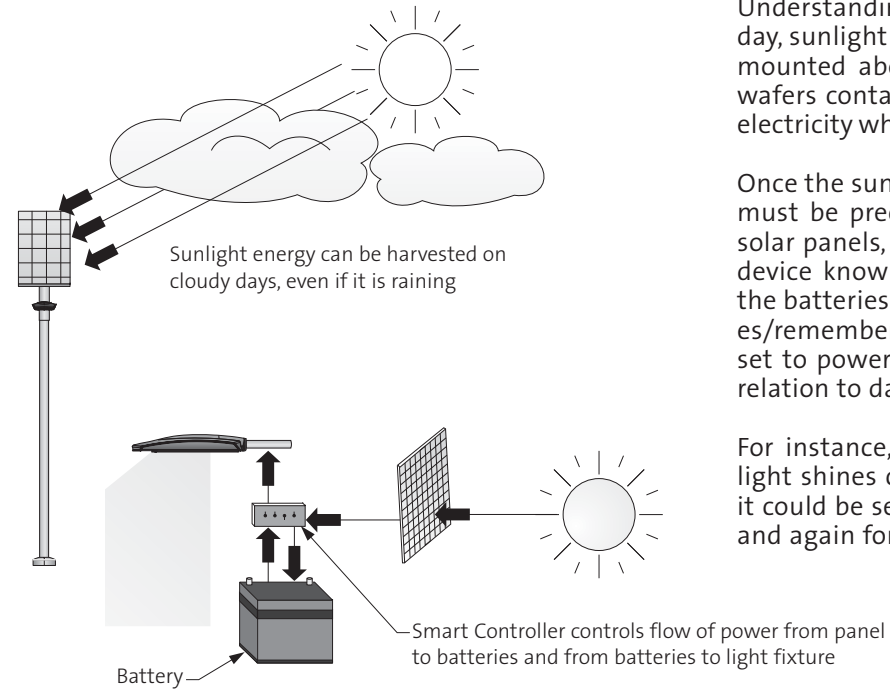 Understandin
day, sunlight
mounted abo
wafers conta
electricity wh
Once the sun
must be prec
solar panels,
device know
the batteries
es/remembe
set to power
relation to da
For instance,
light shines o
it could be se
and again for
Sunlight energy can be harvested on
cloudy days, even if it is raining
Smart Controller controls flow of power from panel
to batteries and from batteries to light fixture
Battery